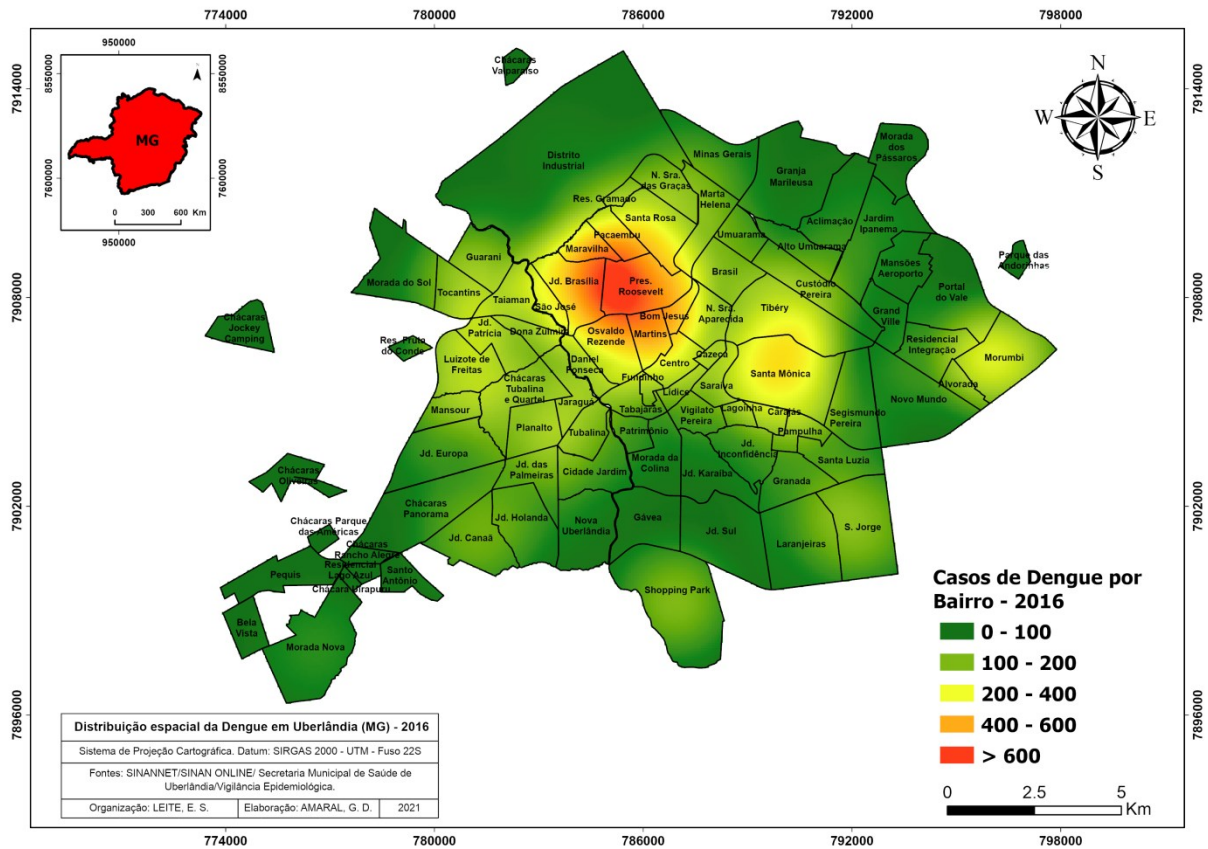 774000
780000
786000
792000
798000
950000
8550000
8550000
MG
7600000
7600000
0 300 600 Km
950000
N
W
E
S
7914000
7914000
7908000
7908000
7902000
7902000
7896000
7896000
Chácaras
Valparaíso
Distrito
Industrial
Minas Gerais
Morada
dos
Pássaros
Granja
Marileusa
N. Sra.
das Graças
Marta
Helena
Res. Gramado
Santa Rosa
Aclimação
Jardim
Ipanema
Pacaembu
Umuarama
Alto Umuarama
Maravilha
Guarani
Parque das
Andorinhas
Mansões
Aeroporto
Morada do Sol
Tocantins
Jd. Brasília
Pres.
Roosevelt
Brasil
Custódio
Pereira
Portal
do Vale
Taiaman
São José
N. Sra.
Aparecida
Tibéry
Grand
Ville
Chácaras
Jockey
Camping
Jd.
Patrícia
Dona Zulmira
Osvaldo
Rezende
Bom Jesus
Martins
Res. Fruta
do Conde
Residencial
Integração
Morumbi
Luizote de
Freitas
Daniel
Fonseca
Centro
Cazeca
Santa Mônica
Fundinho
Alvorada
Chácaras
Tubalina
e Quartel
Lídice
Saraiva
Novo Mundo
Mansour
Jaraguá
Tabajaras
Vigilato
Pereira
Lagoinha
Carajás
Segismundo
Pereira
Planalto
Tubalina
Patrimônio
Pampulha
Jd. Europa
Jd.
Inconfidência
Santa Luzia
Morada
da
Colina
Jd. Karaíba
Jd. das
Palmeiras
Cidade Jardim
Granada
Chácaras
Oliveiras
Chácaras
Panorama
Jd. Holanda
Nova
Uberlândia
Gávea
Jd. Sul
S. Jorge
Chácaras Parque
das Américas
Jd. Canaã
Laranjeiras
Chácaras
Rancho Alegre
Residencial
Lago Azul
Santo
Antônio
Pequis
Chácara Uirapuru
Shopping Park
Bela
Vista
Morada Nova
Casos de Dengue por
Bairro - 2016
0 - 100
100 - 200
200 - 400
400 - 600
> 600
0 2.5 5
Km
Distribuição espacial da Dengue em Uberlândia (MG) - 2016
Sistema de Projeção Cartográfica. Datum: SIRGAS 2000 - UTM - Fuso 22S
Fontes: SINANNET/SINAN ONLINE/ Secretaria Municipal de Saúde de
Uberlândia/Vigilância Epidemiológica.
Organização: LEITE, E. S. Elaboração: AMARAL, G. D. 2021
774000
780000
786000
792000
798000